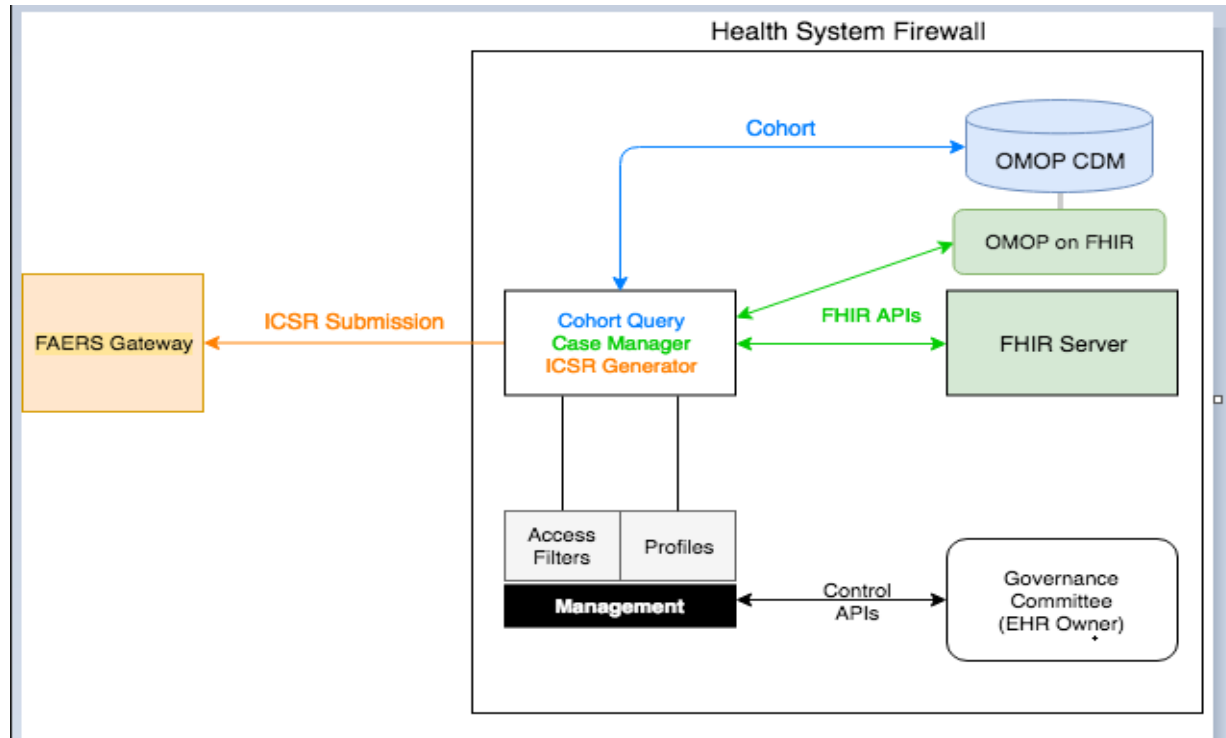 Health System Firewall
Cohort
OMOP CDM
OMOP on FHIR
ICSR Submission
FAERS Gateway
Cohort Query
Case Manager
ICSR Generator
FHIR APIs
FHIR Server
Access
Filters
Profiles
Management
Control
APIs
Governance
Committee
(EHR Owner)